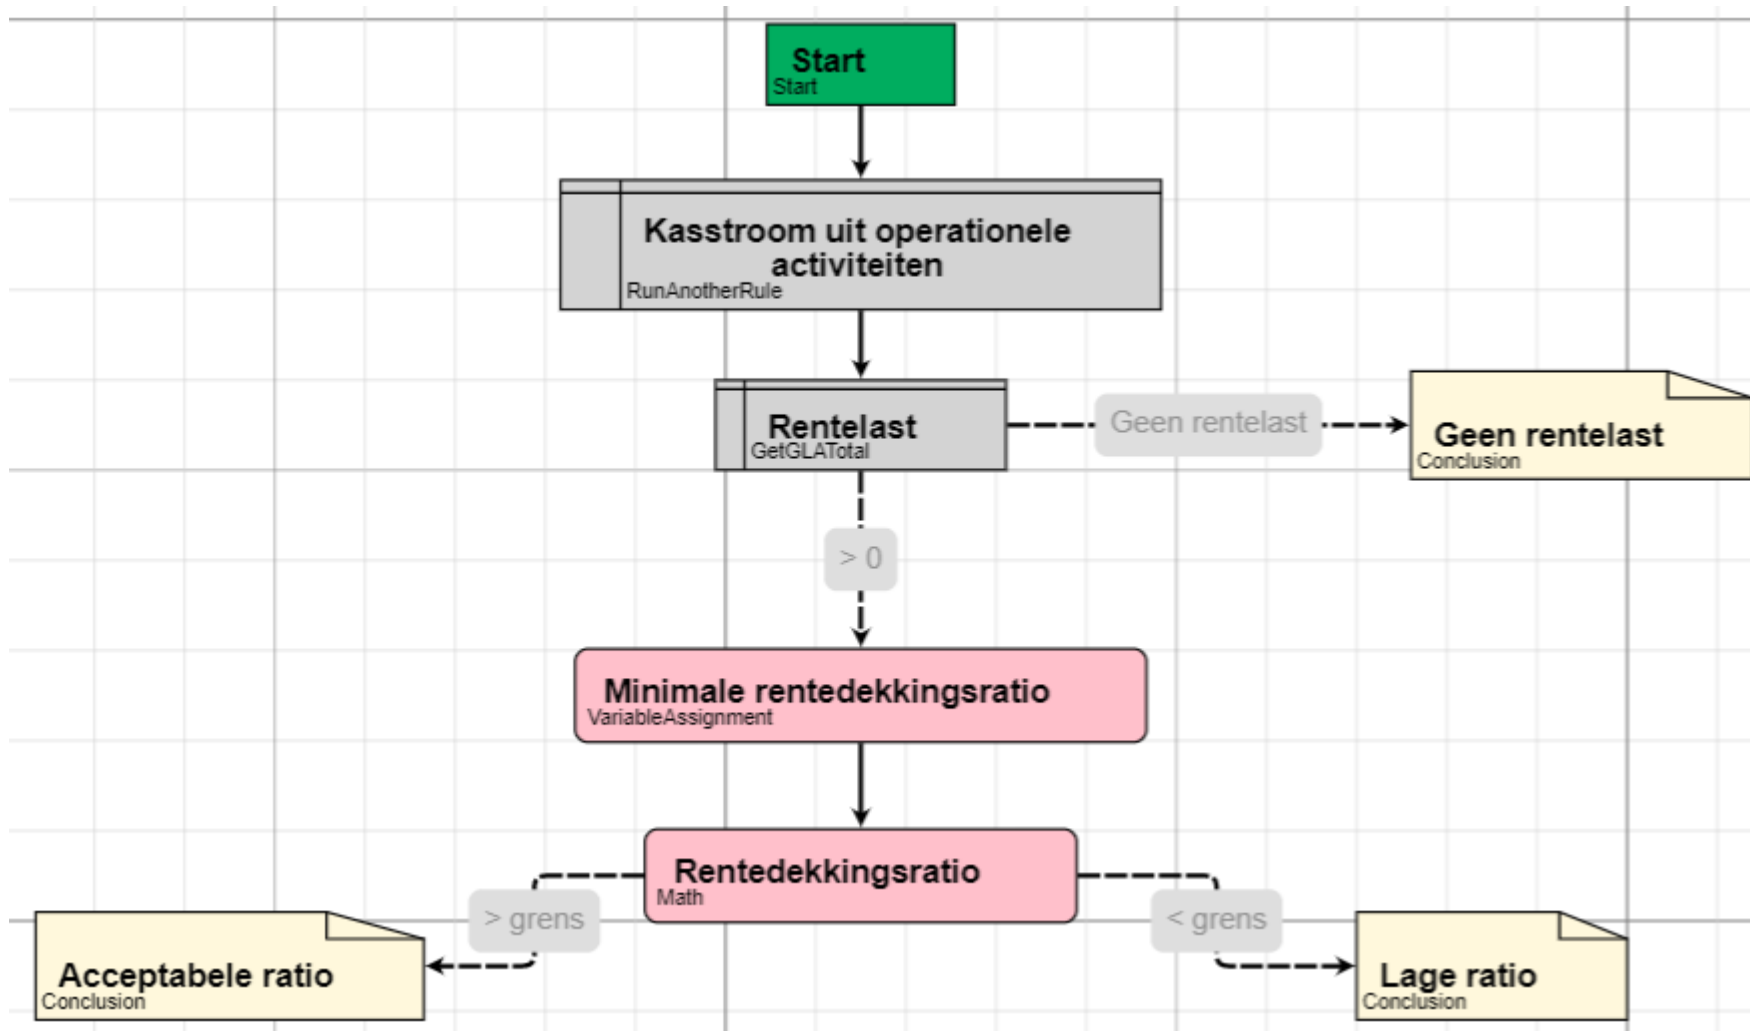 Start
Start
Kasstroom uit operationele
activiteiten
RunAnotherRule
Rentelast
GetGLATotal
Geen rentelast
Geen rentelast
Conclusion
> 0
Minimale rentedekkingsratio
VariableAssignment
Rentedekkingsratio
Math
> grens
< grens
Acceptabele ratio
Conclusion
Lage ratio
Conclusion